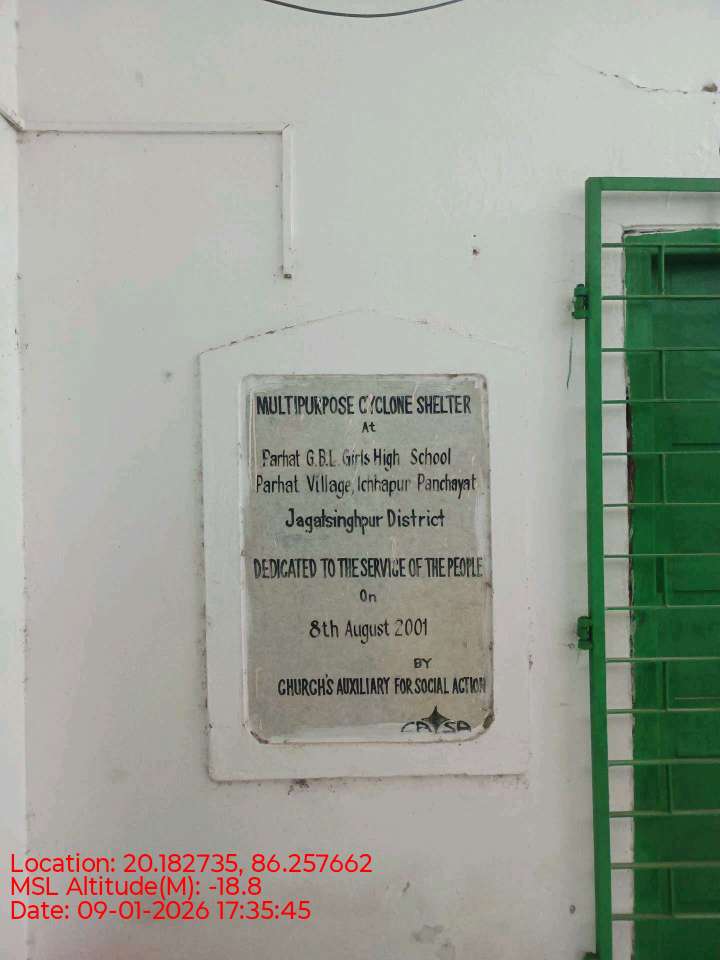 MULTIPURPOSE CYCLONE SHELTER
At
Parhat G.B.L. Girls High School
Parhat Village, Ichhapur Panchayat
Jagatsinghpur District
DEDICATED TO THE SERVICE OF THE PEOPLE
On
8th August 2001
BY
CHURCH'S AUXILIARY FOR SOCIAL ACTION
CASA
Location: 20.182735, 86.257662
MSL Altitude(M): -18.8
Date: 09-01-2026 17:35:45